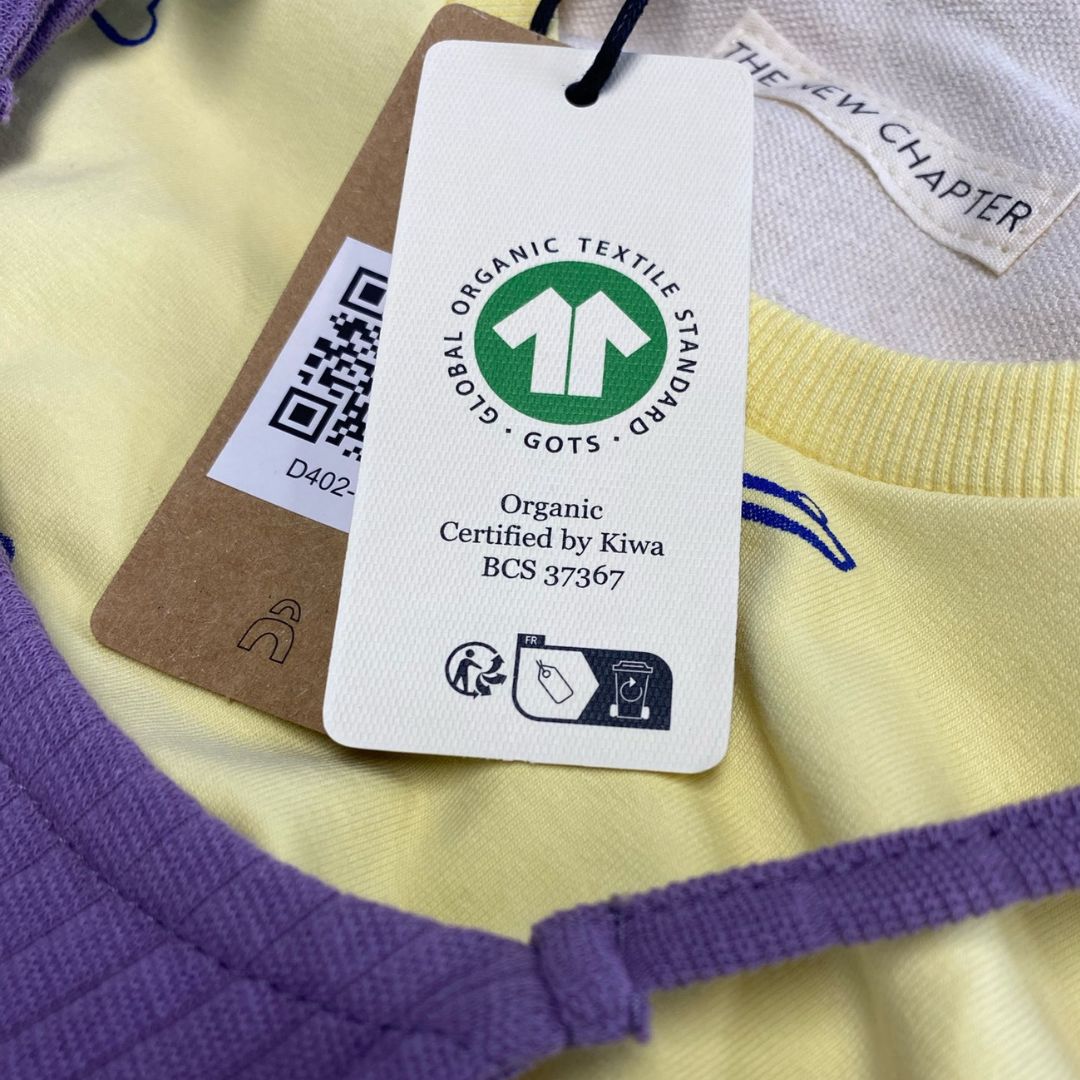 THE NEW CHAPTER
GLOBAL ORGANIC TEXTILE STANDARD
· GOTS ·
D402-
Organic
Certified by Kiwa
BCS 37367
FR